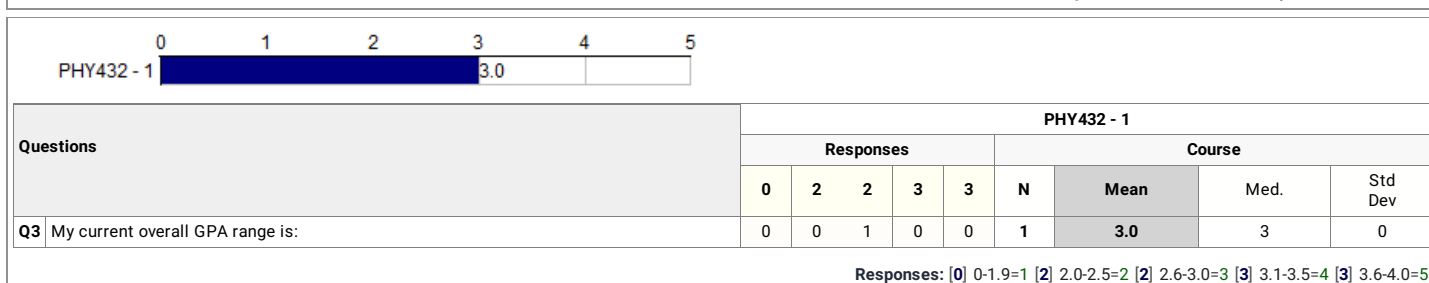 0 1 2 3 4 5
PHY432 - 1 3.0
Questions
PHY432 - 1
Responses Course
0 2 2 3 3 N Mean Med. Std Dev
Q3 My current overall GPA range is: 0 0 1 0 0 1 3.0 3 0
Responses: [0] 0-1.9=1 [2] 2.0-2.5=2 [2] 2.6-3.0=3 [3] 3.1-3.5=4 [3] 3.6-4.0=5